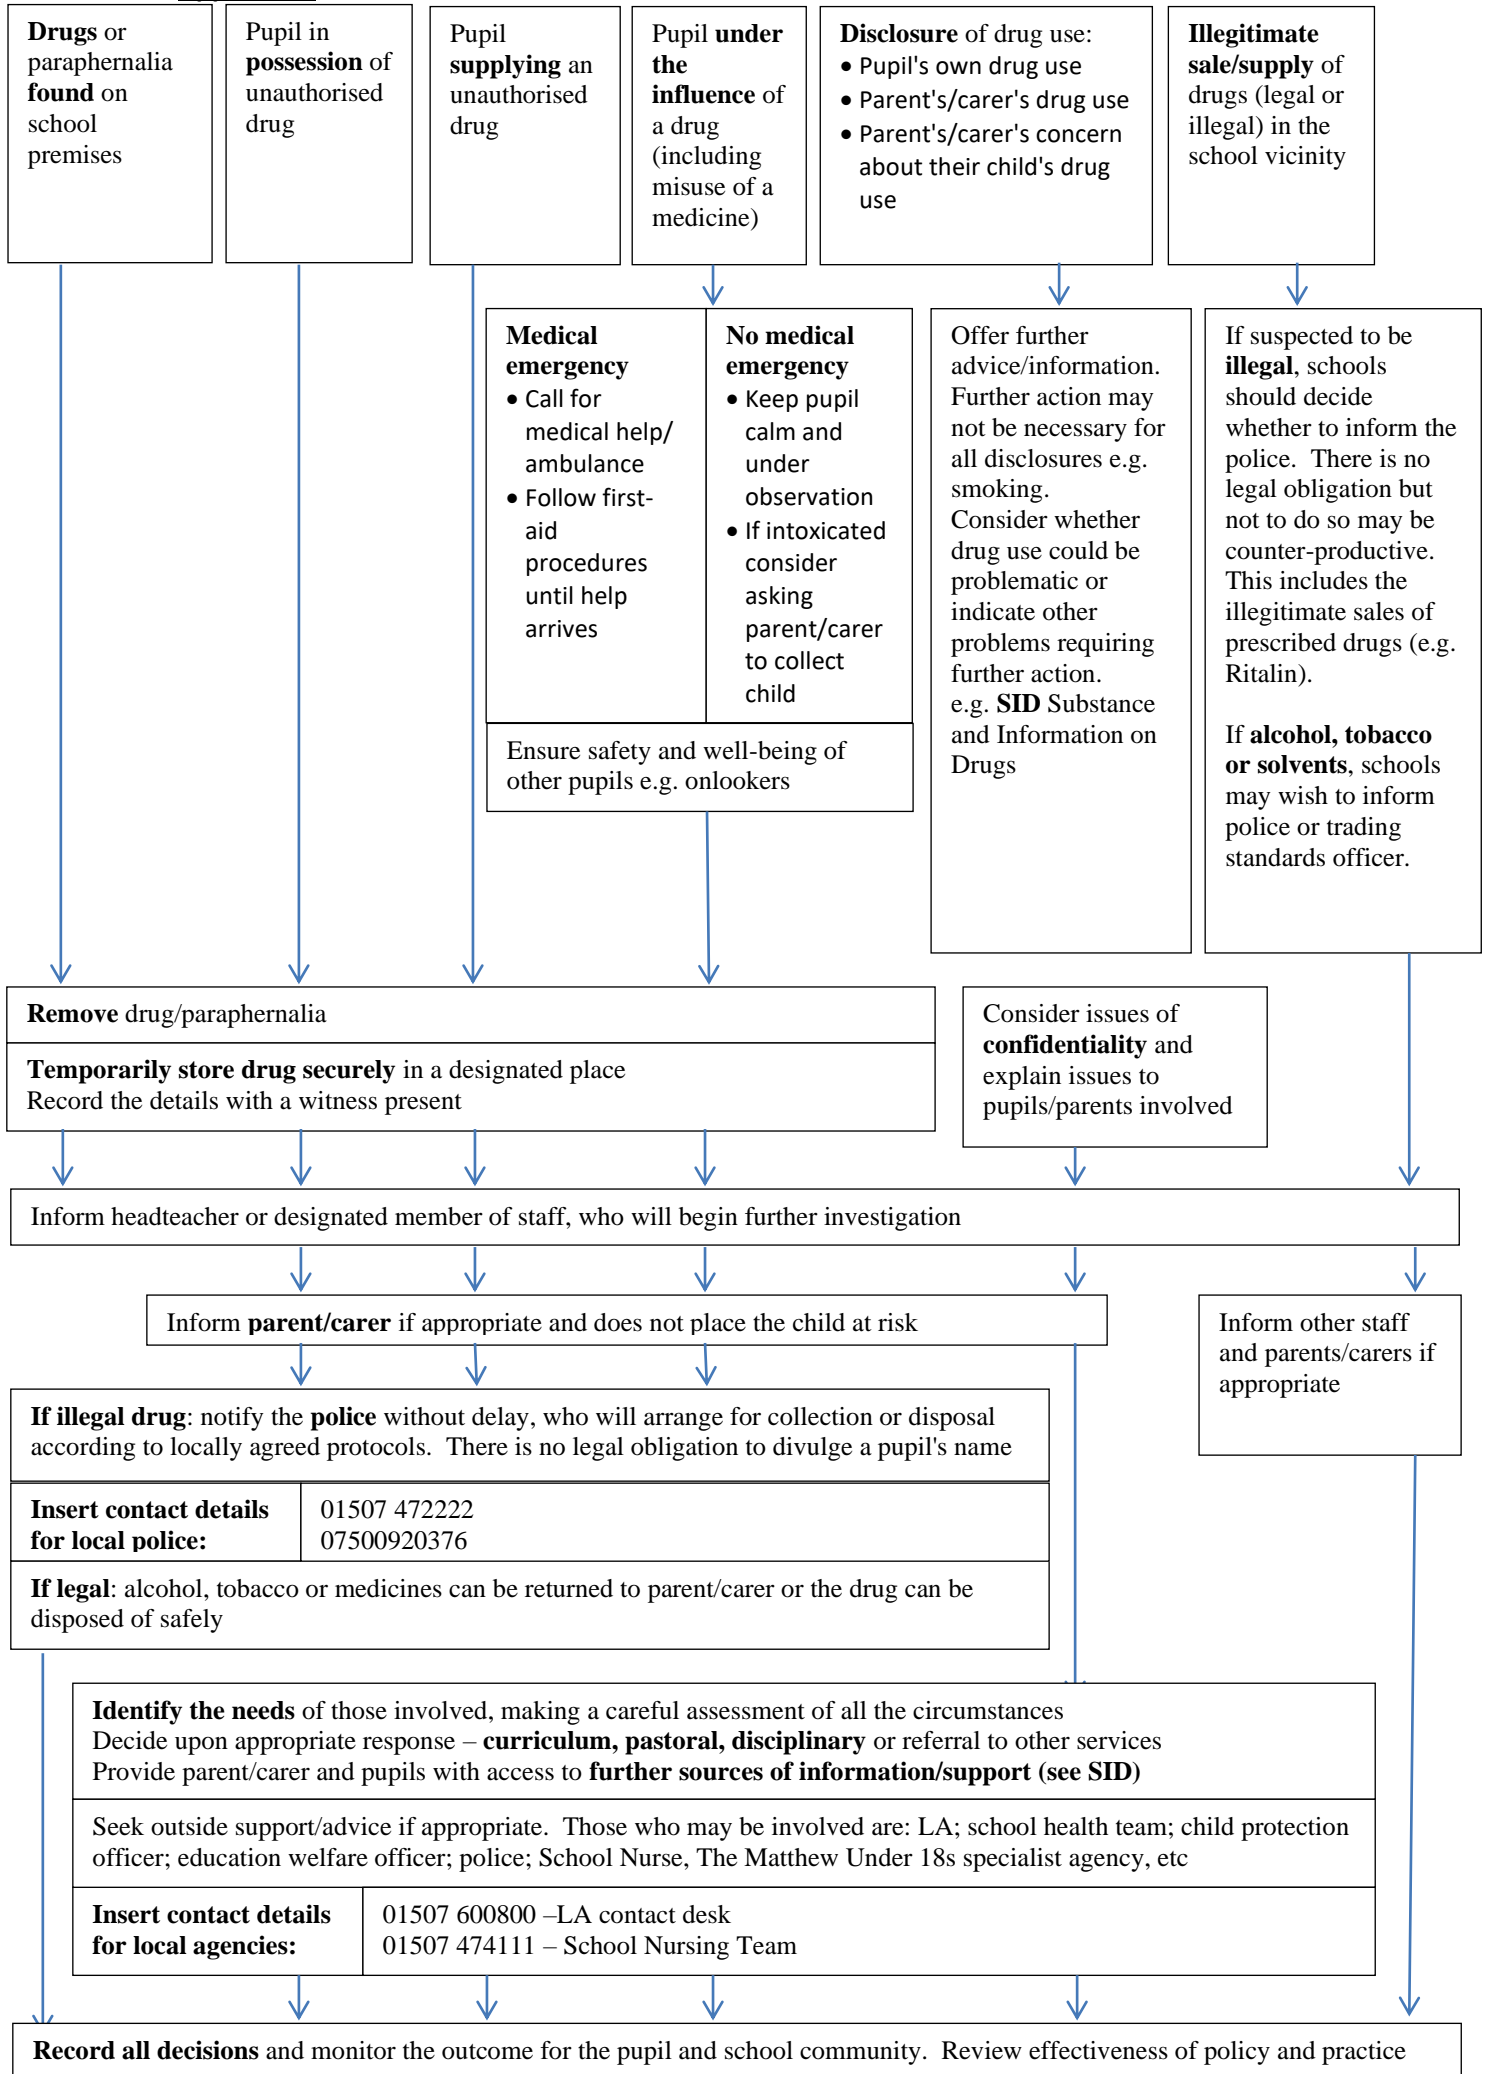 Drugs or
paraphernalia
found on
school
premises
Pupil in
possession of
unauthorised
drug
Pupil
supplying an
unauthorised
drug
Pupil under
the
influence of
a drug
(including
misuse of a
medicine)
Disclosure of drug use:
• Pupil's own drug use
• Parent's/carer's drug use
• Parent's/carer's concern
about their child's drug
use
Illegitimate
sale/supply of
drugs (legal or
illegal) in the
school vicinity
Medical
emergency
• Call for
medical help/
ambulance
• Follow first-
aid
procedures
until help
arrives
No medical
emergency
• Keep pupil
calm and
under
observation
• If intoxicated
consider
asking
parent/carer
to collect
child
Ensure safety and well-being of
other pupils e.g. onlookers
Offer further
advice/information.
Further action may
not be necessary for
all disclosures e.g.
smoking.
Consider whether
drug use could be
problematic or
indicate other
problems requiring
further action.
e.g. SID Substance
and Information on
Drugs
If suspected to be
illegal, schools
should decide
whether to inform the
police.  There is no
legal obligation but
not to do so may be
counter-productive.
This includes the
illegitimate sales of
prescribed drugs (e.g.
Ritalin).
If alcohol, tobacco
or solvents, schools
may wish to inform
police or trading
standards officer.
Remove drug/paraphernalia
Temporarily store drug securely in a designated place
Record the details with a witness present
Consider issues of
confidentiality and
explain issues to
pupils/parents involved
Inform headteacher or designated member of staff, who will begin further investigation
Inform parent/carer if appropriate and does not place the child at risk
Inform other staff
and parents/carers if
appropriate
If illegal drug: notify the police without delay, who will arrange for collection or disposal
according to locally agreed protocols.  There is no legal obligation to divulge a pupil's name
Insert contact details
for local police:
01507 472222
07500920376
If legal: alcohol, tobacco or medicines can be returned to parent/carer or the drug can be
disposed of safely
Identify the needs of those involved, making a careful assessment of all the circumstances
Decide upon appropriate response – curriculum, pastoral, disciplinary or referral to other services
Provide parent/carer and pupils with access to further sources of information/support (see SID)
Seek outside support/advice if appropriate.  Those who may be involved are: LA; school health team; child protection
officer; education welfare officer; police; School Nurse, The Matthew Under 18s specialist agency, etc
Insert contact details
for local agencies:
01507 600800 –LA contact desk
01507 474111 – School Nursing Team
Record all decisions and monitor the outcome for the pupil and school community.  Review effectiveness of policy and practice